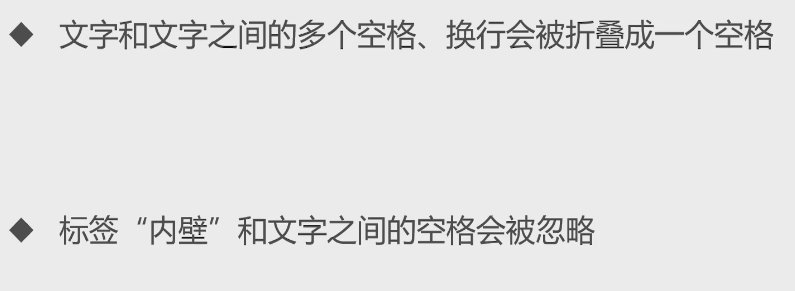 ◆ 文字和文字之间的多个空格、换行会被折叠成一个空格
◆ 标签“内壁”和文字之间的空格会被忽略